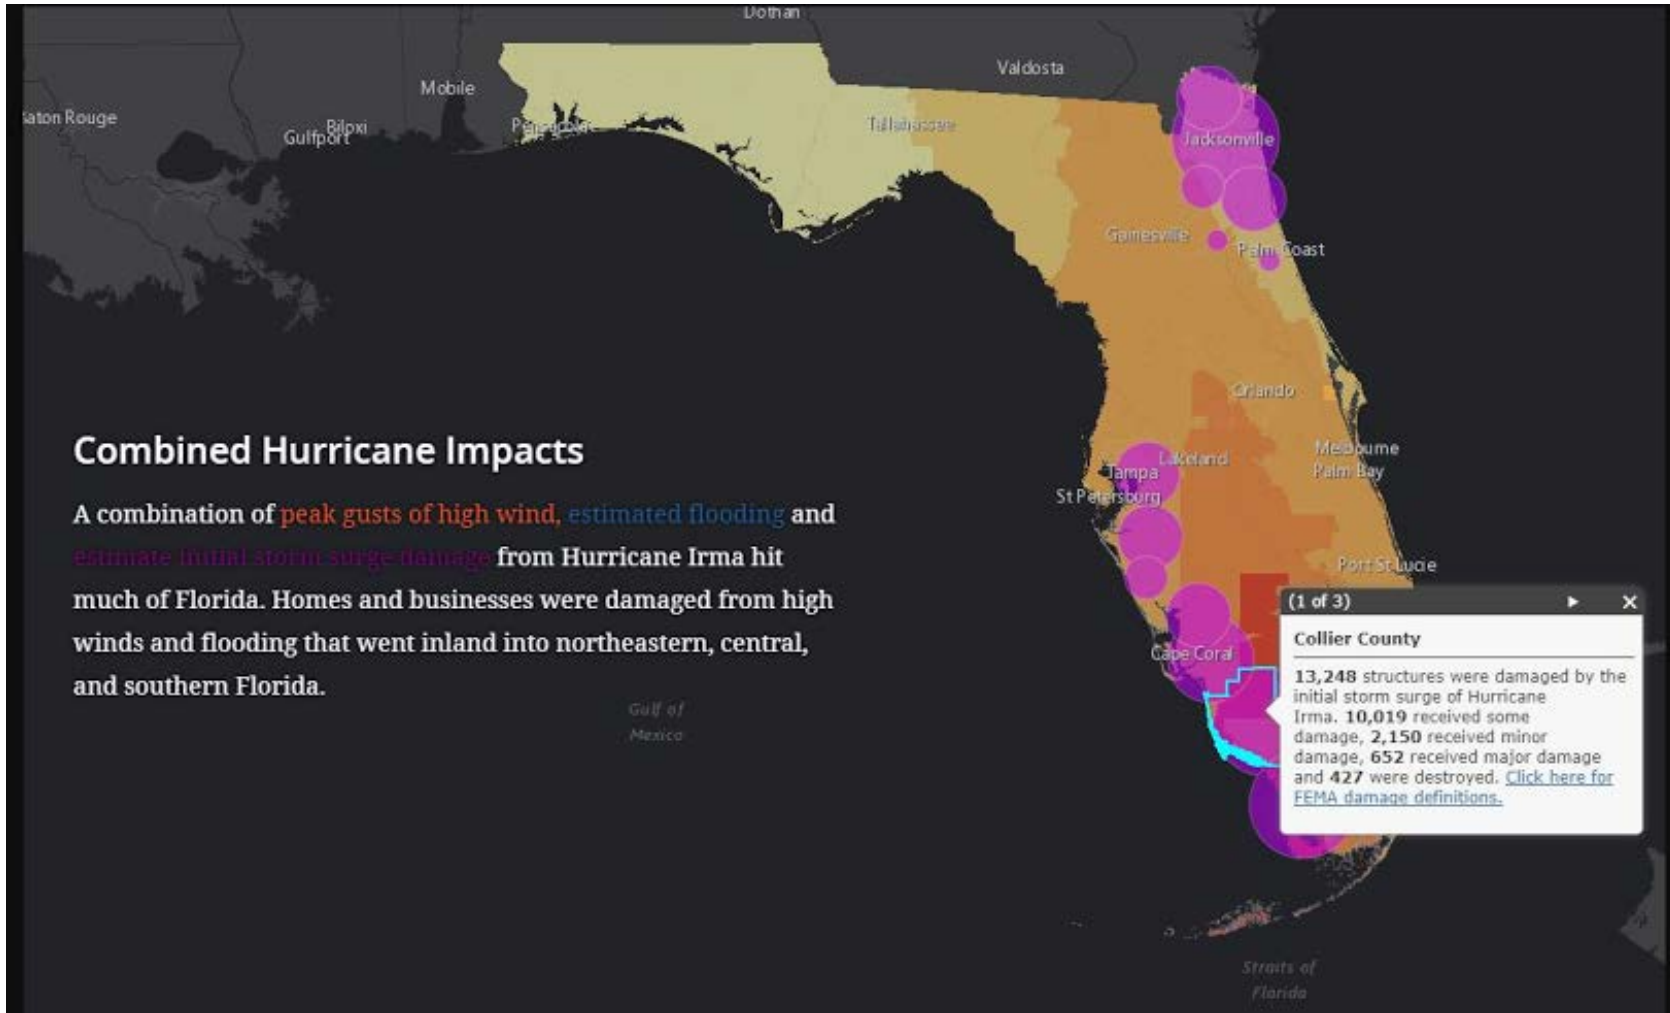 Dothan
Valdosta
Mobile
aton Rouge
Biloxi
Gulfport
Pensacola
Tallahassee
Jacksonville
Gainesville
Palm Coast
Orlando
Melbourne
Palm Bay
Lakeland
Tampa
St Petersburg
Port St Lucie
Cape Coral
Combined Hurricane Impacts
A combination of peak gusts of high wind, estimated flooding and
estimate initial storm surge damage from Hurricane Irma hit
much of Florida. Homes and businesses were damaged from high
winds and flooding that went inland into northeastern, central,
and southern Florida.
Gulf of
Mexico
(1 of 3)
Collier County
13,248 structures were damaged by the
initial storm surge of Hurricane
Irma. 10,019 received some
damage, 2,150 received minor
damage, 652 received major damage
and 427 were destroyed. Click here for
FEMA damage definitions.
Straits of
Florida